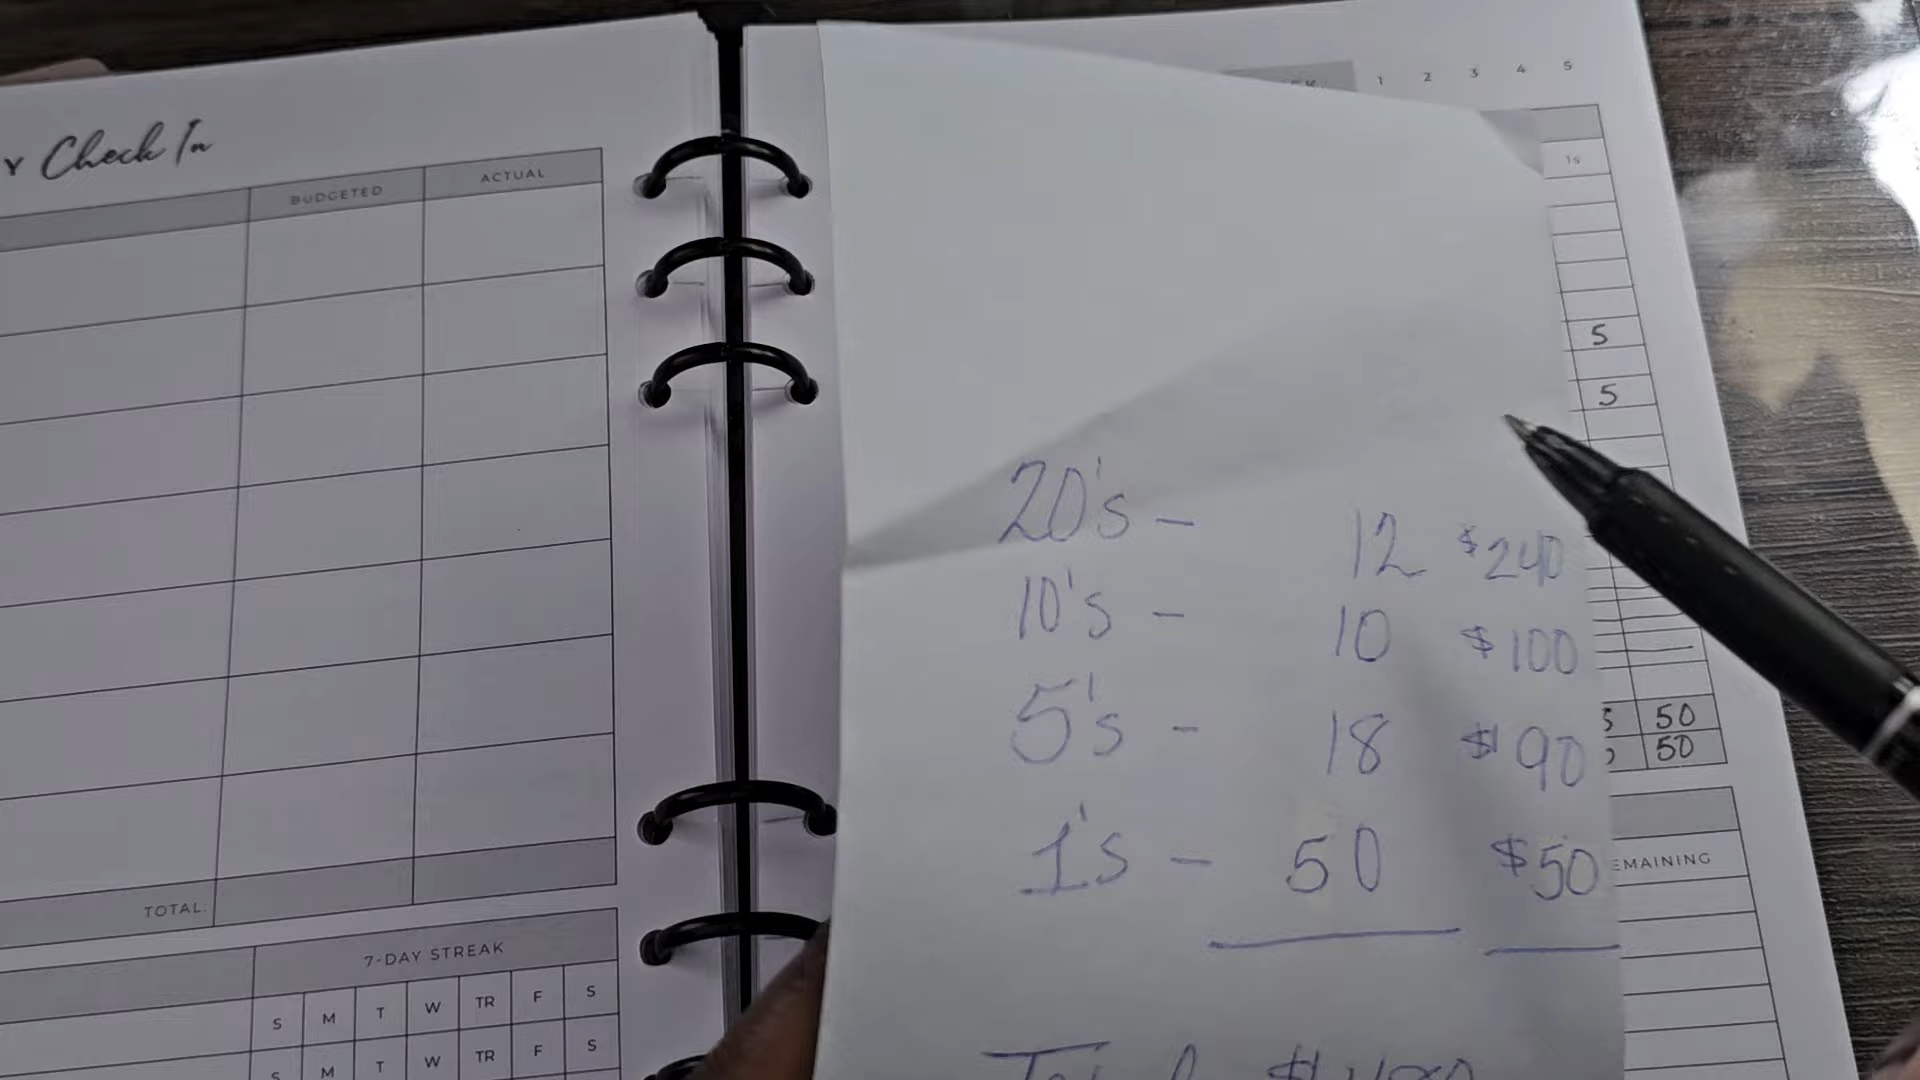 Y Check In
BUDGETED ACTUAL
TOTAL:
7-DAY STREAK
S M T W TR F S
S M T W TR F S
1 2 3 4 5
1s
5
5
20's - 12 $240
10's - 10 $100
5's - 18 $90
1's - 50 $50
50
50
EMAINING